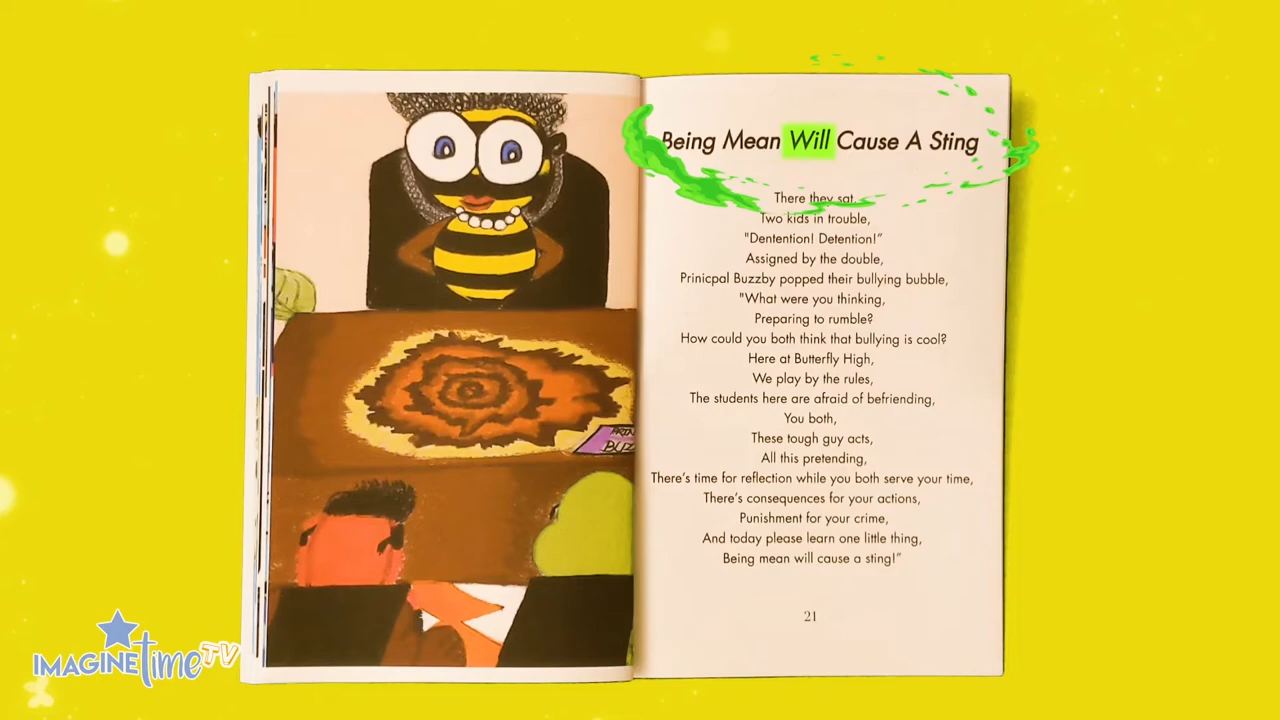 Being Mean Will Cause A Sting
There they sat,
Two kids in trouble,
"Dentention! Detention!”
Assigned by the double,
Prinicpal Buzzby popped their bullying bubble,
"What were you thinking,
Preparing to rumble?
How could you both think that bullying is cool?
Here at Butterfly High,
We play by the rules,
The students here are afraid of befriending,
You both,
These tough guy acts,
All this pretending,
There’s time for reflection while you both serve your time,
There’s consequences for your actions,
Punishment for your crime,
And today please learn one little thing,
Being mean will cause a sting!”
21
IMAGINEtime TV